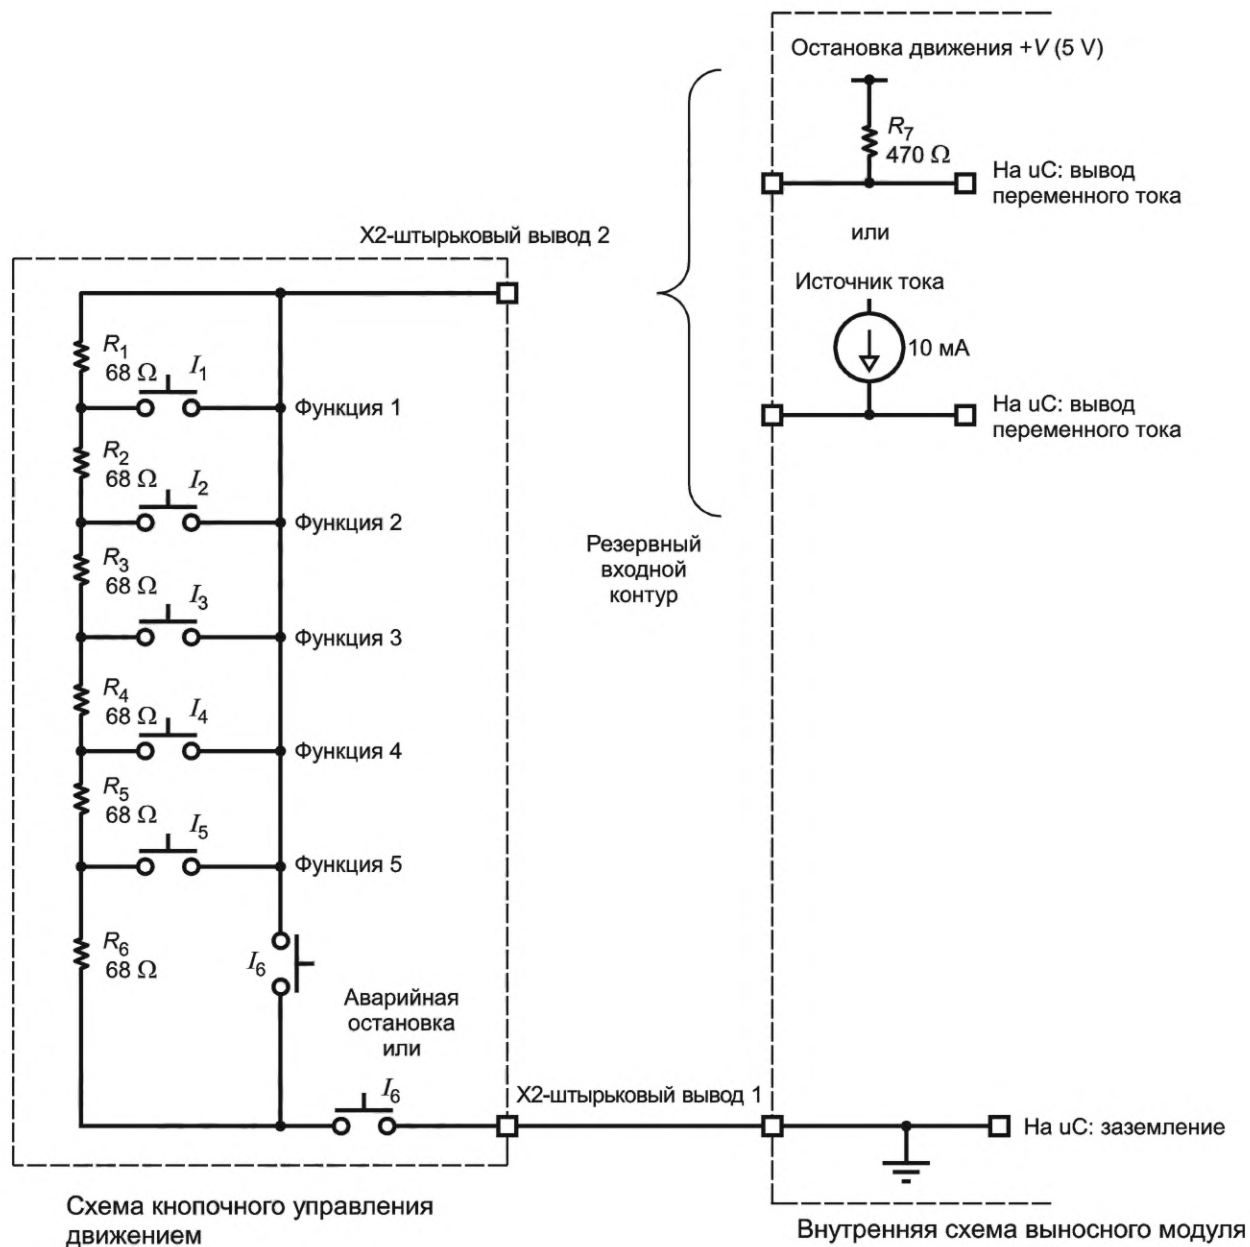 Остановка движения +V (5 V)
R7
470 Ω
На uC: вывод
переменного тока
или
Источник тока
10 мА
На uC: вывод
переменного тока
Резервный
входной
контур
X2-штырьковый вывод 2
R1
68 Ω
I1
Функция 1
R2
68 Ω
I2
Функция 2
R3
68 Ω
I3
Функция 3
R4
68 Ω
I4
Функция 4
R5
68 Ω
I5
Функция 5
R6
68 Ω
I6
Аварийная
остановка
или
I6
X2-штырьковый вывод 1
На uC: заземление
Схема кнопочного управления
движением
Внутренняя схема выносного модуля